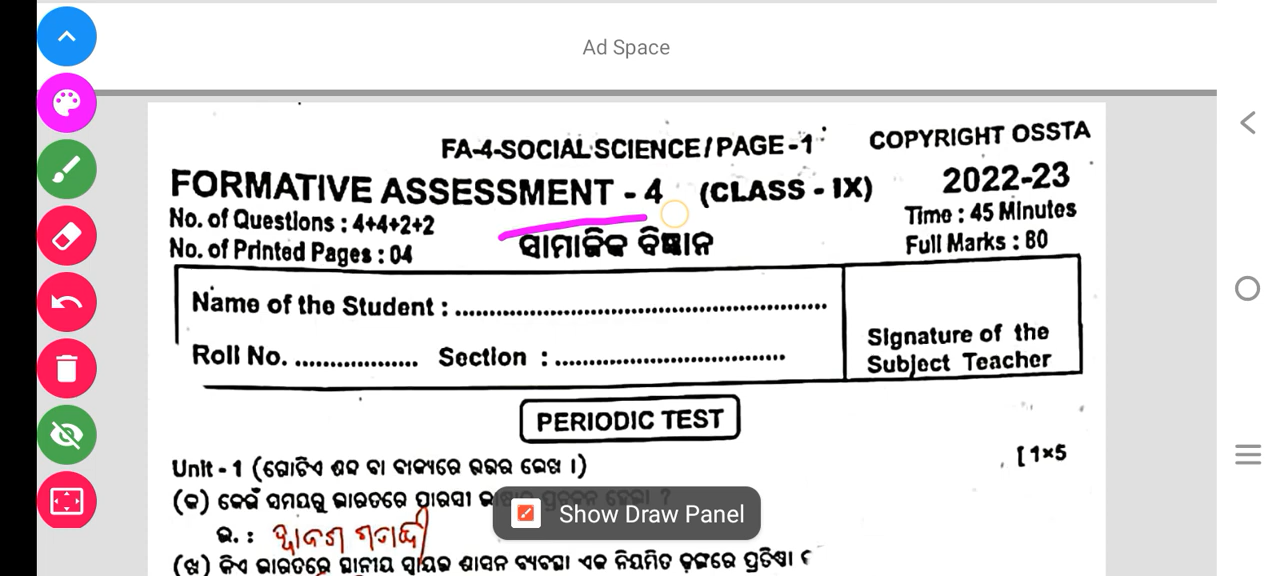 Ad Space
FA-4-SOCIAL SCIENCE / PAGE - 1
COPYRIGHT OSSTA
FORMATIVE ASSESSMENT - 4 (CLASS - IX)
2022-23
No. of Questions : 4+4+2+2
Time : 45 Minutes
ସାମାଜିକ ବିଜ୍ଞାନ
No. of Printed Pages : 04
Full Marks : 80
Name of the Student : ........................................................
Roll No. .................. Section : ...................................
Signature of the
Subject Teacher
PERIODIC TEST
Unit - 1 (ଗୋଟିଏ ଶବ୍ଦ ବା ବାକ୍ୟରେ ଉତ୍ତର ଲେଖ ।)
[ 1×5
(କ) କେଉଁ ସମୟରୁ ଭାରତରେ ପାରସୀ ଭାଷାର ପ୍ରଚଳନ ହେଲା ?
Show Draw Panel
ଉ. : ଦ୍ୱାଦଶ ଶତାବ୍ଦୀ
(ଖ) କିଏ ଭାରତରେ ସ୍ଥାନୀୟ ସ୍ୱାୟତ୍ତ ଶାସନ ବ୍ୟବସ୍ଥା ଏକ ନିୟମିତ ଢ଼ଙ୍ଗରେ ପ୍ରତିଷ୍ଠା